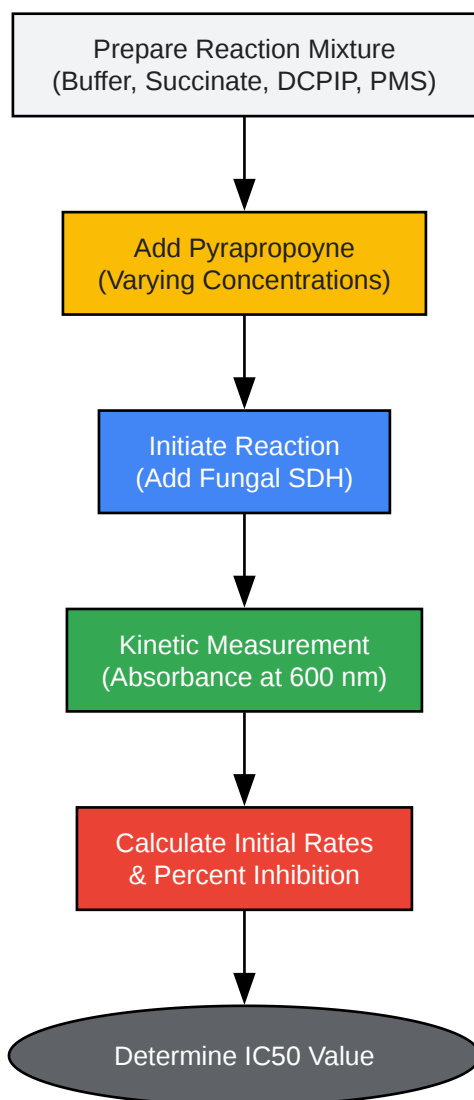 Prepare Reaction Mixture
(Buffer, Succinate, DCPIP, PMS)
Add Pyrapropoyne
(Varying Concentrations)
Initiate Reaction
(Add Fungal SDH)
Kinetic Measurement
(Absorbance at 600 nm)
Calculate Initial Rates
& Percent Inhibition
Determine IC50 Value